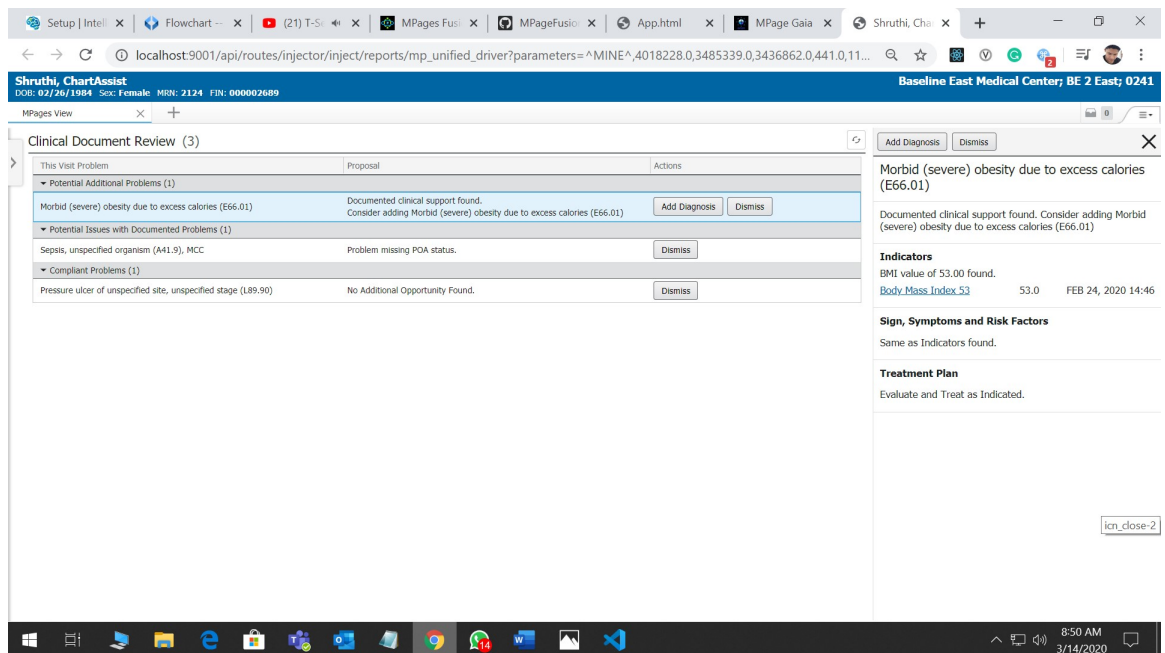 Setup | Intell
Flowchart --
(21) T-Se
MPages Fusi
MPageFusion
App.html
MPage Gaia
Shruthi, Cha
localhost:9001/api/routes/injector/inject/reports/mp_unified_driver?parameters=^MINE^,4018228.0,3485339.0,3436862.0,441.0,11...
2
Shruthi, ChartAssist
Baseline East Medical Center; BE 2 East; 0241
DOB: 02/26/1984 Sex: Female MRN: 2124 FIN: 000002689
MPages View
0
Clinical Document Review (3)
This Visit Problem Proposal Actions
Potential Additional Problems (1)
Morbid (severe) obesity due to excess calories (E66.01)
Documented clinical support found.
Consider adding Morbid (severe) obesity due to excess calories (E66.01)
Add Diagnosis Dismiss
Potential Issues with Documented Problems (1)
Sepsis, unspecified organism (A41.9), MCC Problem missing POA status. Dismiss
Compliant Problems (1)
Pressure ulcer of unspecified site, unspecified stage (L89.90) No Additional Opportunity Found. Dismiss
Add Diagnosis Dismiss
Morbid (severe) obesity due to excess calories
(E66.01)
Documented clinical support found. Consider adding Morbid
(severe) obesity due to excess calories (E66.01)
Indicators
BMI value of 53.00 found.
Body Mass Index 53 53.0 FEB 24, 2020 14:46
Sign, Symptoms and Risk Factors
Same as Indicators found.
Treatment Plan
Evaluate and Treat as Indicated.
icn_close-2
14
8:50 AM
3/14/2020